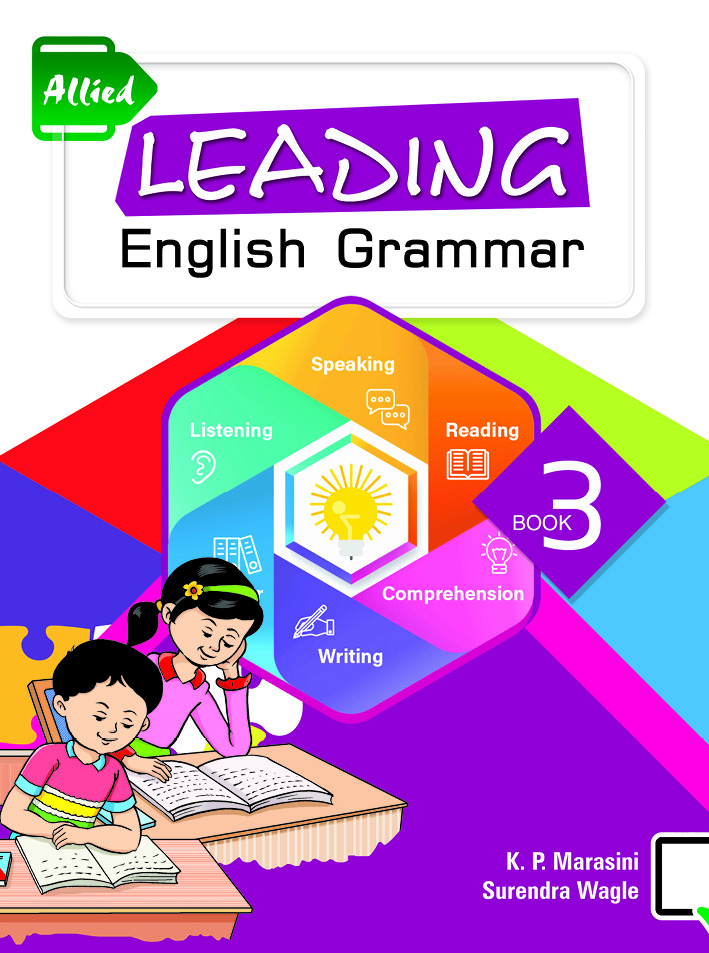 Allied
LEADING
English Grammar
Speaking
Listening
Reading
BOOK 3
Comprehension
Writing
K. P. Marasini
Surendra Wagle